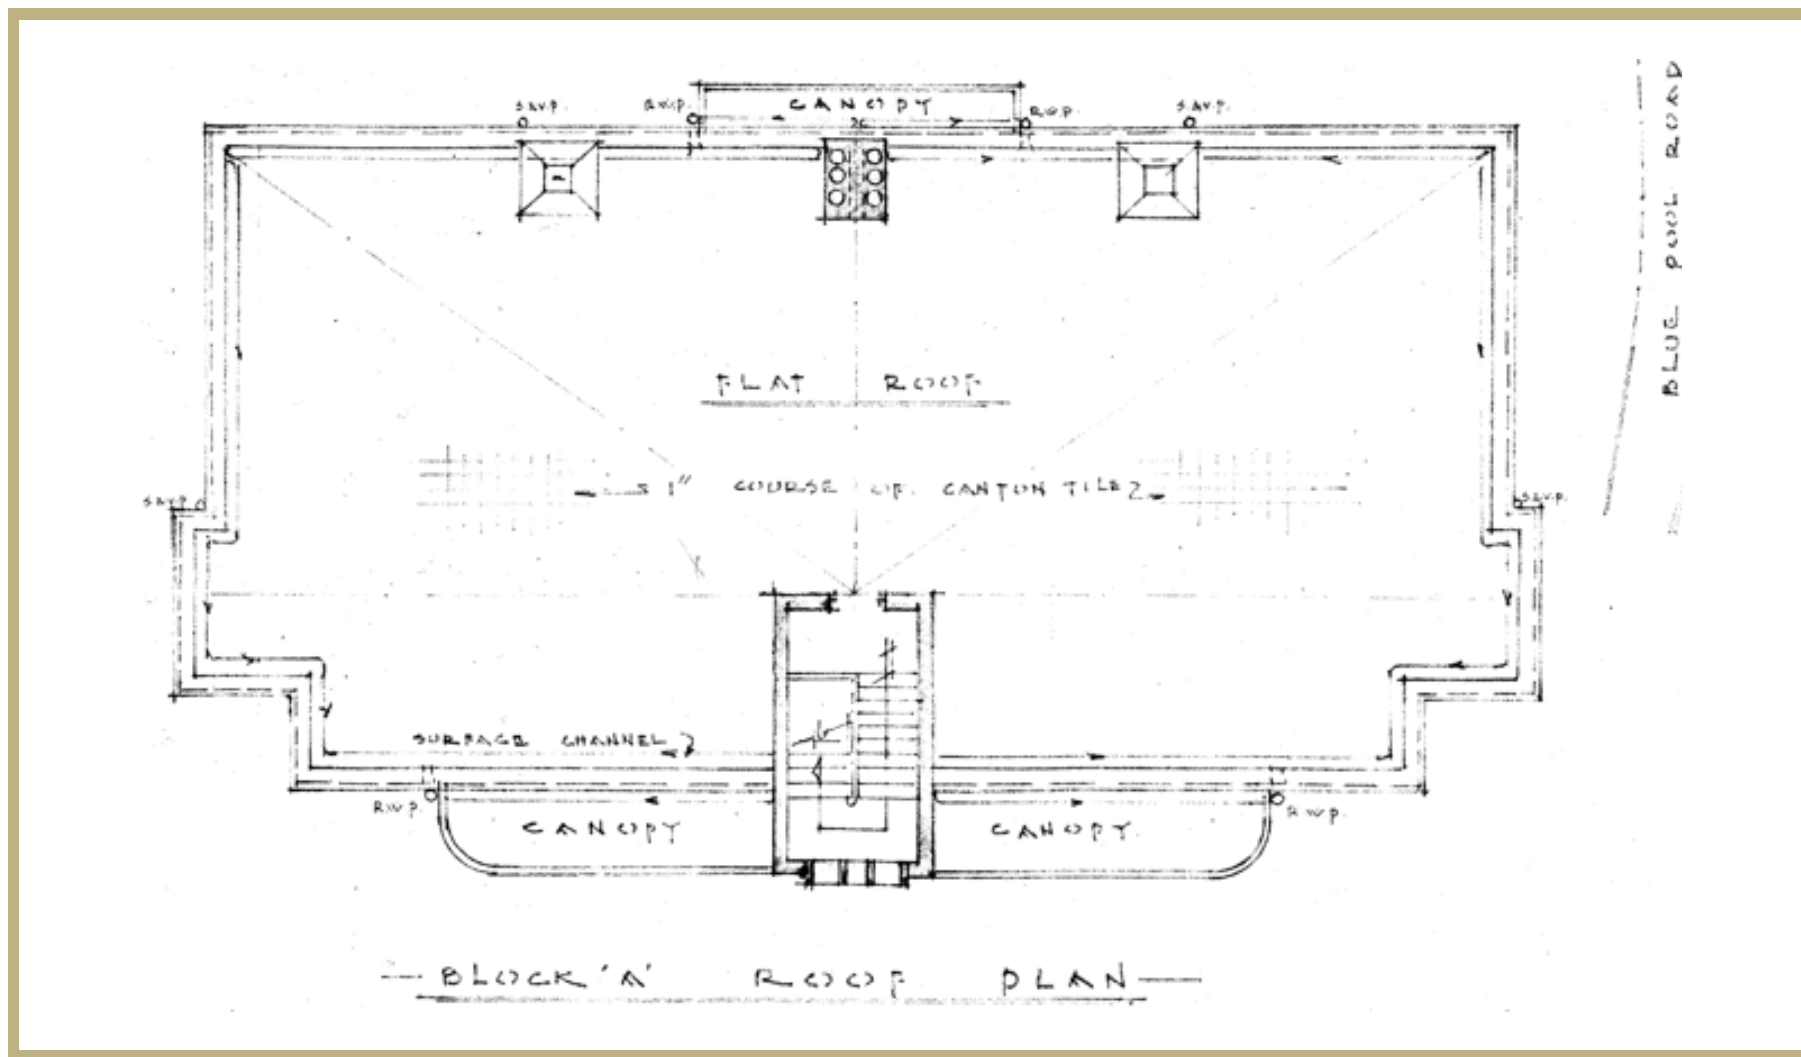 S.&V.P.
R.W.P.
CANOPY
R.W.P.
S.&V.P.
BLUE POOL ROAD
FLAT ROOF
1" COURSE OF CANTON TILES
S.&V.P.
S.&V.P.
SURFACE CHANNEL
R.W.P.
CANOPY
CANOPY
R.W.P.
BLOCK 'A' ROOF PLAN